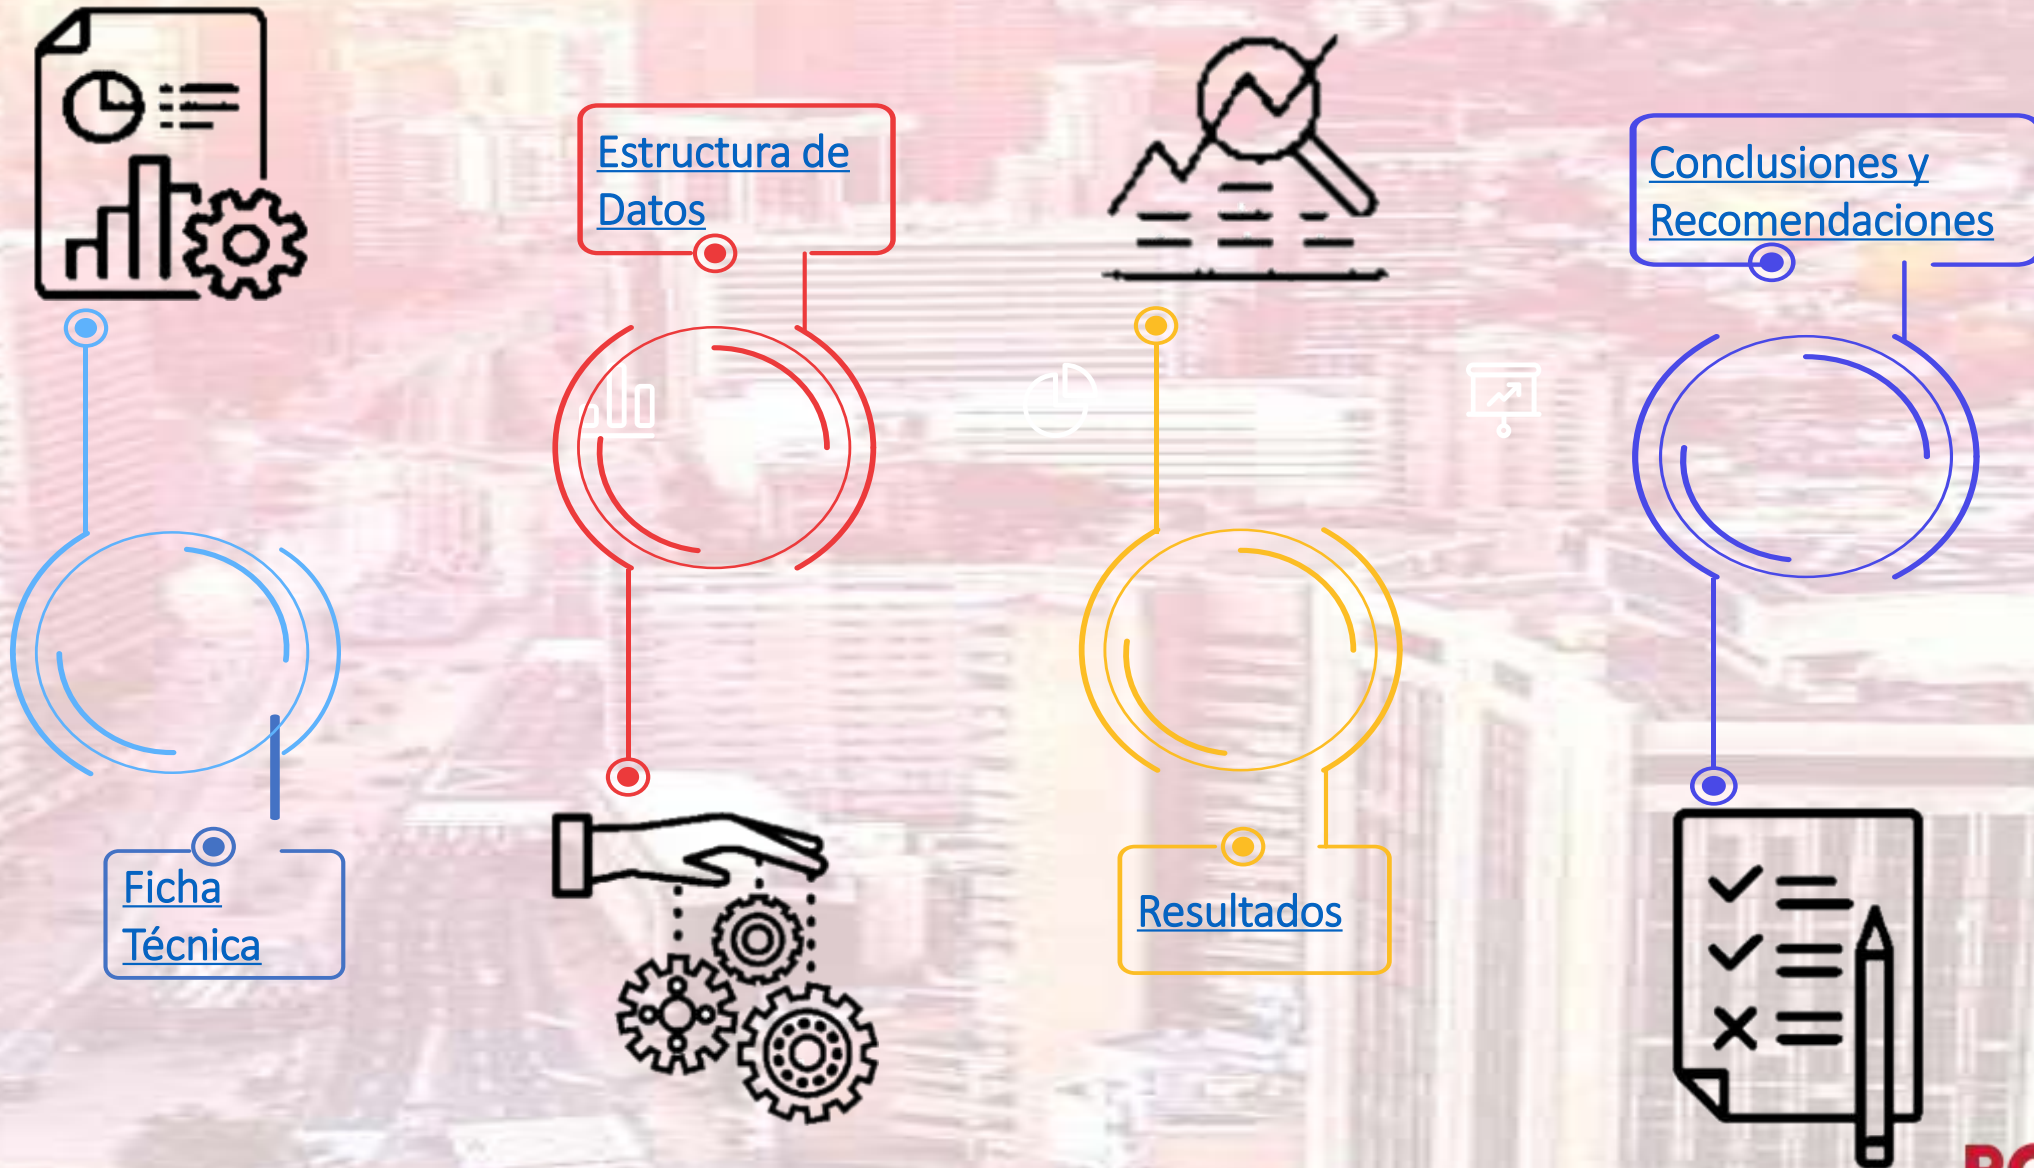 Estructura de
Datos
Conclusiones y
Recomendaciones
Ficha
Técnica
Resultados